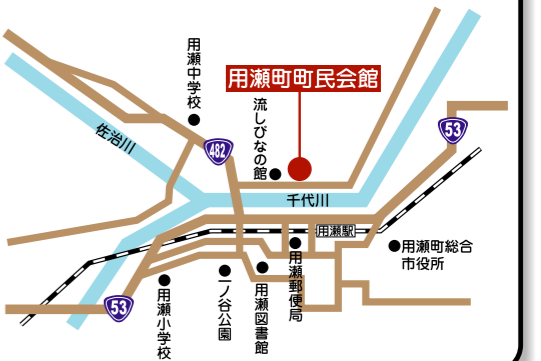 用瀬中学校
用瀬町町民会館
流しびなの館
佐治川
482
53
千代川
用瀬駅
用瀬町総合
市役所
用瀬郵便局
用瀬図書館
一ノ谷公園
用瀬小学校
53